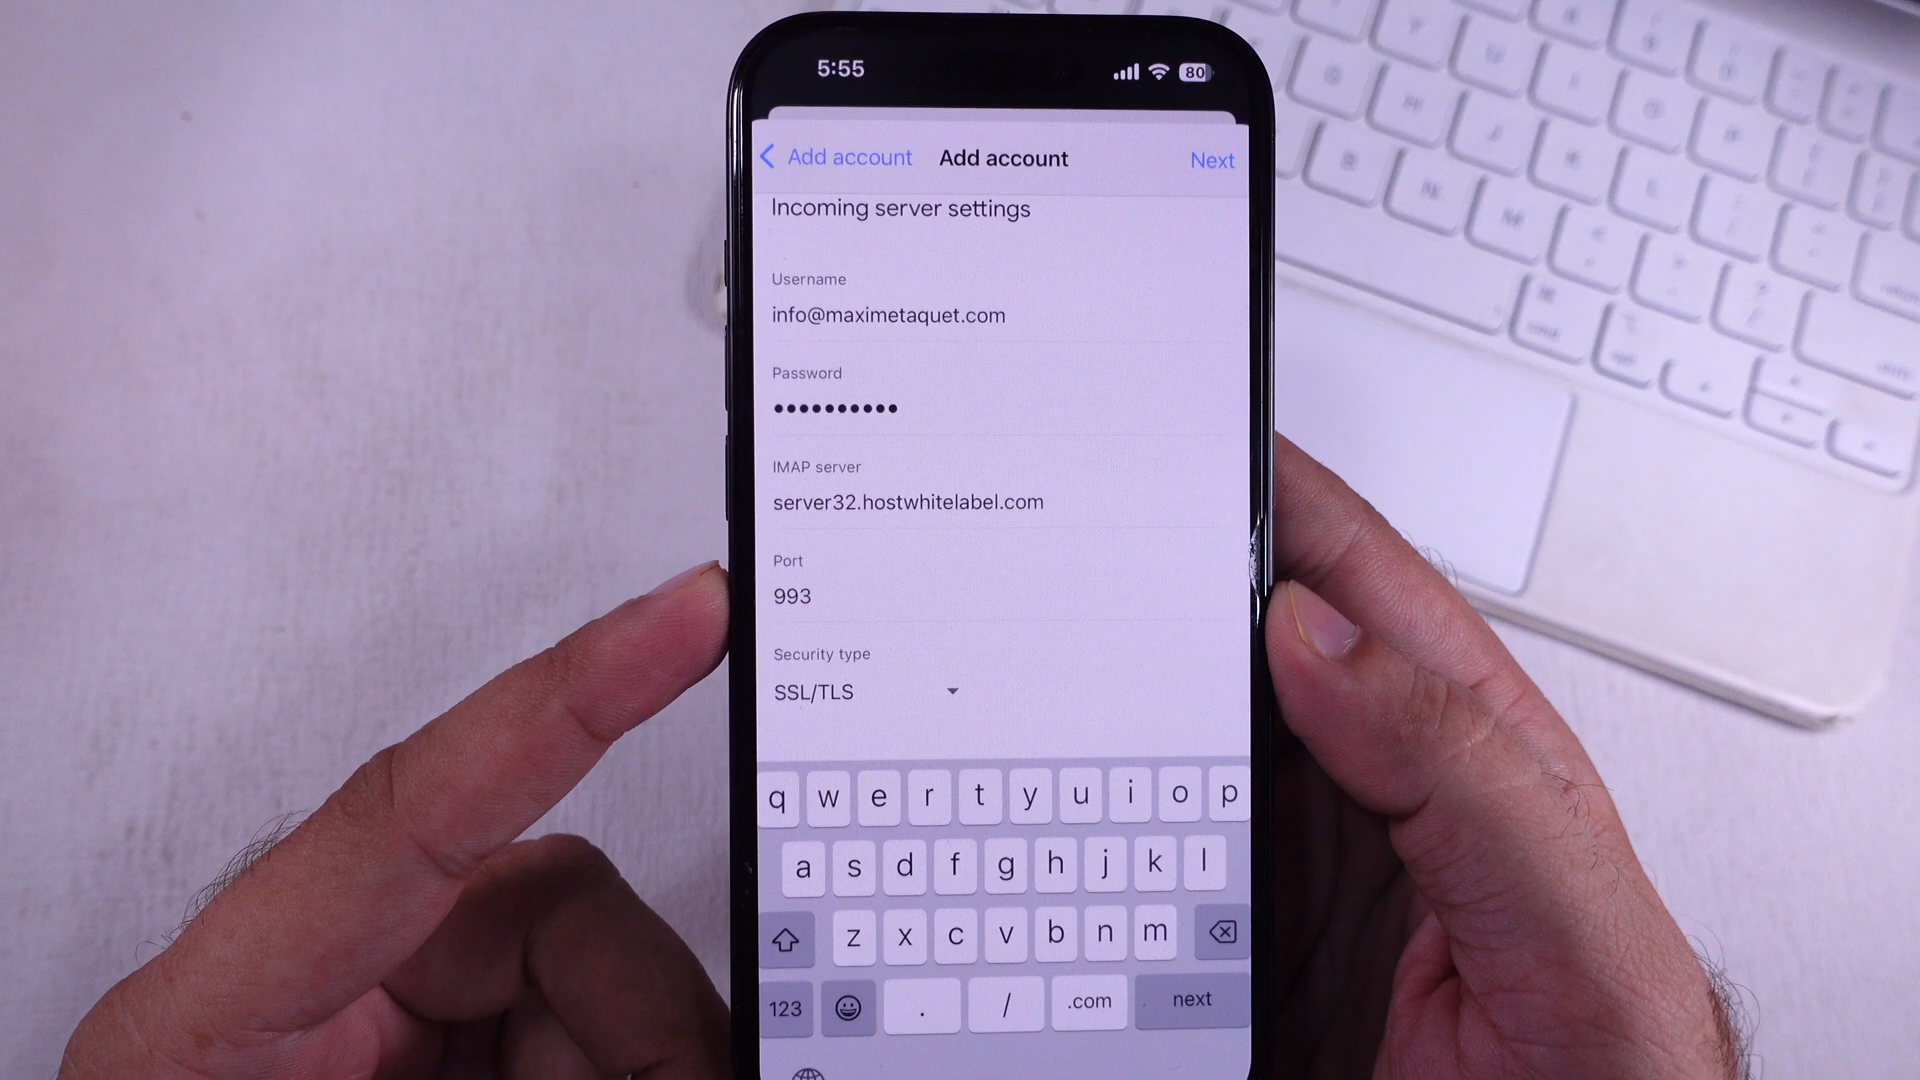 5:55
80
Add account
Add account
Next
Incoming server settings
Username
info@maximetaquet.com
Password
••••••••••
IMAP server
server32.hostwhitelabel.com
Port
993
Security type
SSL/TLS
q w e r t y u i o p
a s d f g h j k l
z x c v b n m
123
.
/
.com
next